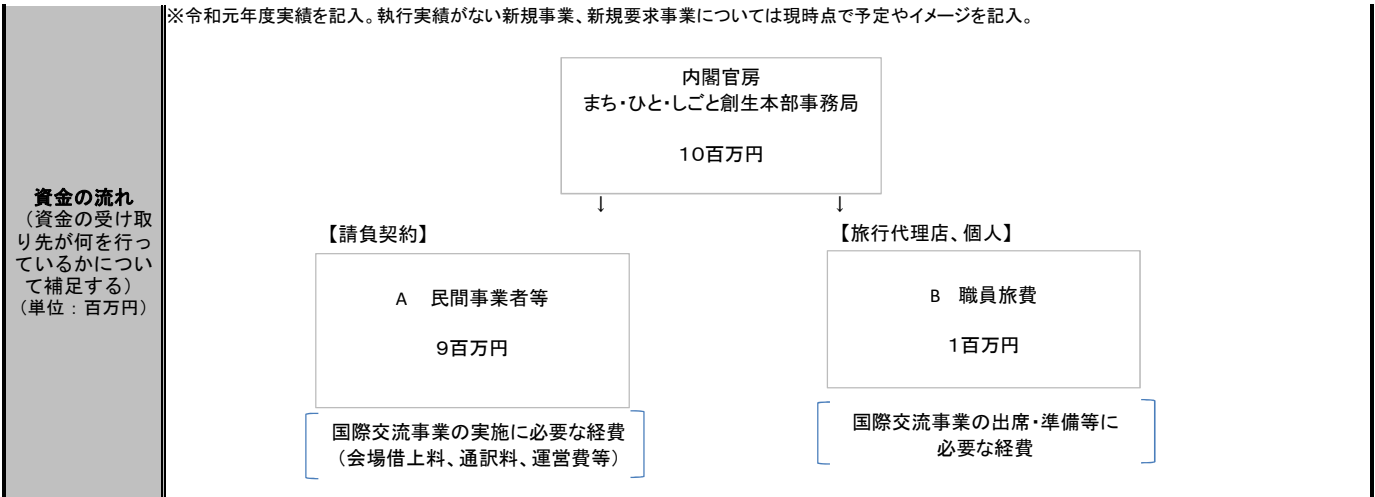 ※令和元年度実績を記入。執行実績がない新規事業、新規要求事業については現時点で予定やイメージを記入。
資金の流れ
（資金の受け取
り先が何を行っ
ているかについ
て補足する）
（単位：百万円）
内閣官房
まち・ひと・しごと創生本部事務局
10百万円
↓
↓
【請負契約】
【旅行代理店、個人】
A　民間事業者等
9百万円
B　職員旅費
1百万円
国際交流事業の実施に必要な経費
（会場借上料、通訳料、運営費等）
国際交流事業の出席・準備等に
必要な経費